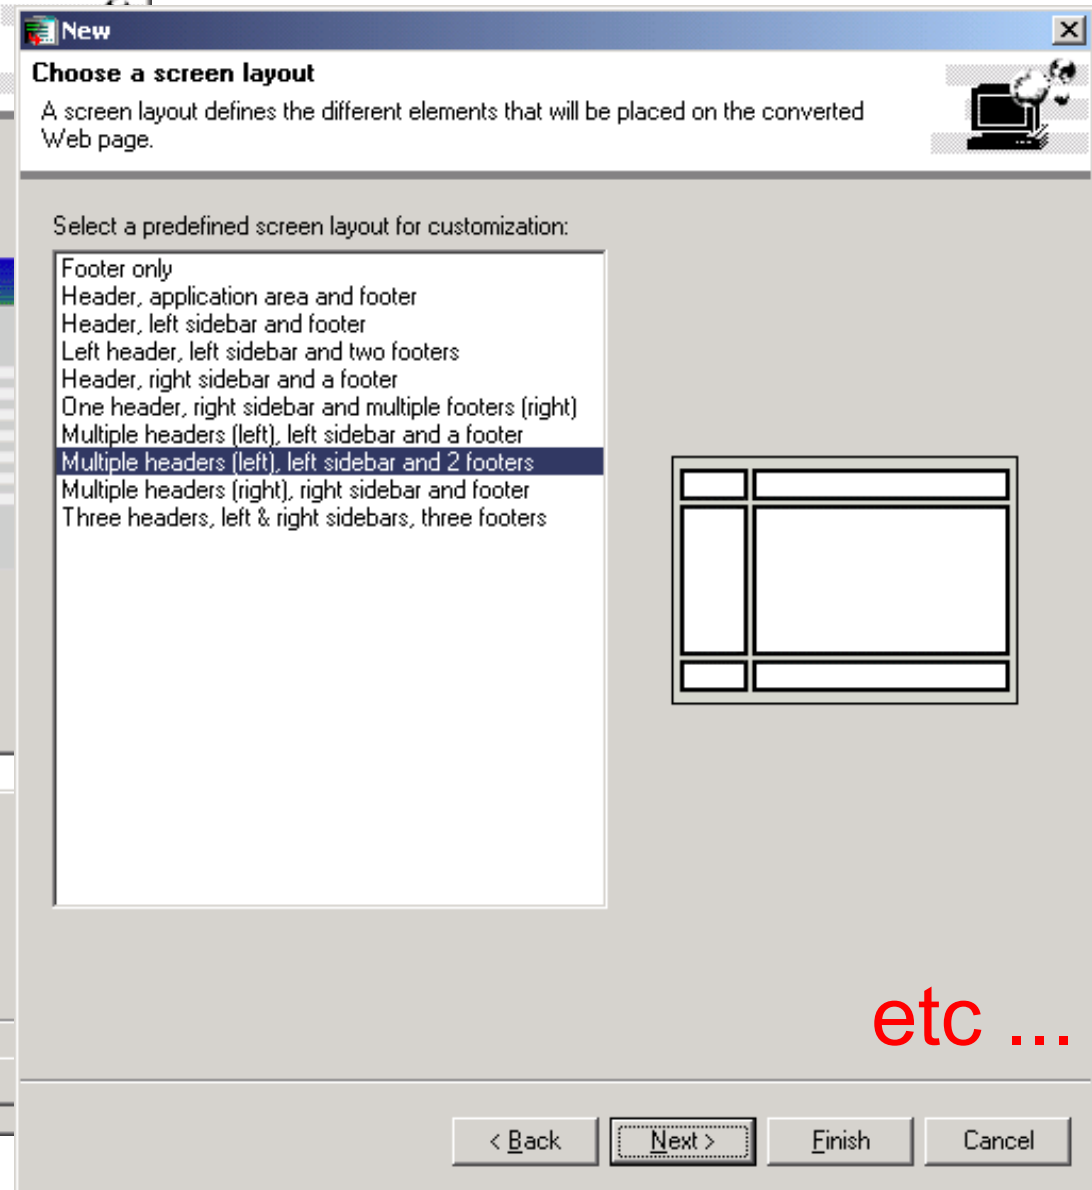 New
Choose a screen layout
A screen layout defines the different elements that will be placed on the converted
Web page.
Select a predefined screen layout for customization:
Footer only
Header, application area and footer
Header, left sidebar and footer
Left header, left sidebar and two footers
Header, right sidebar and a footer
One header, right sidebar and multiple footers (right)
Multiple headers (left), left sidebar and a footer
Multiple headers (left), left sidebar and 2 footers
Multiple headers (right), right sidebar and footer
Three headers, left & right sidebars, three footers
etc ...
< Back
Next >
Finish
Cancel